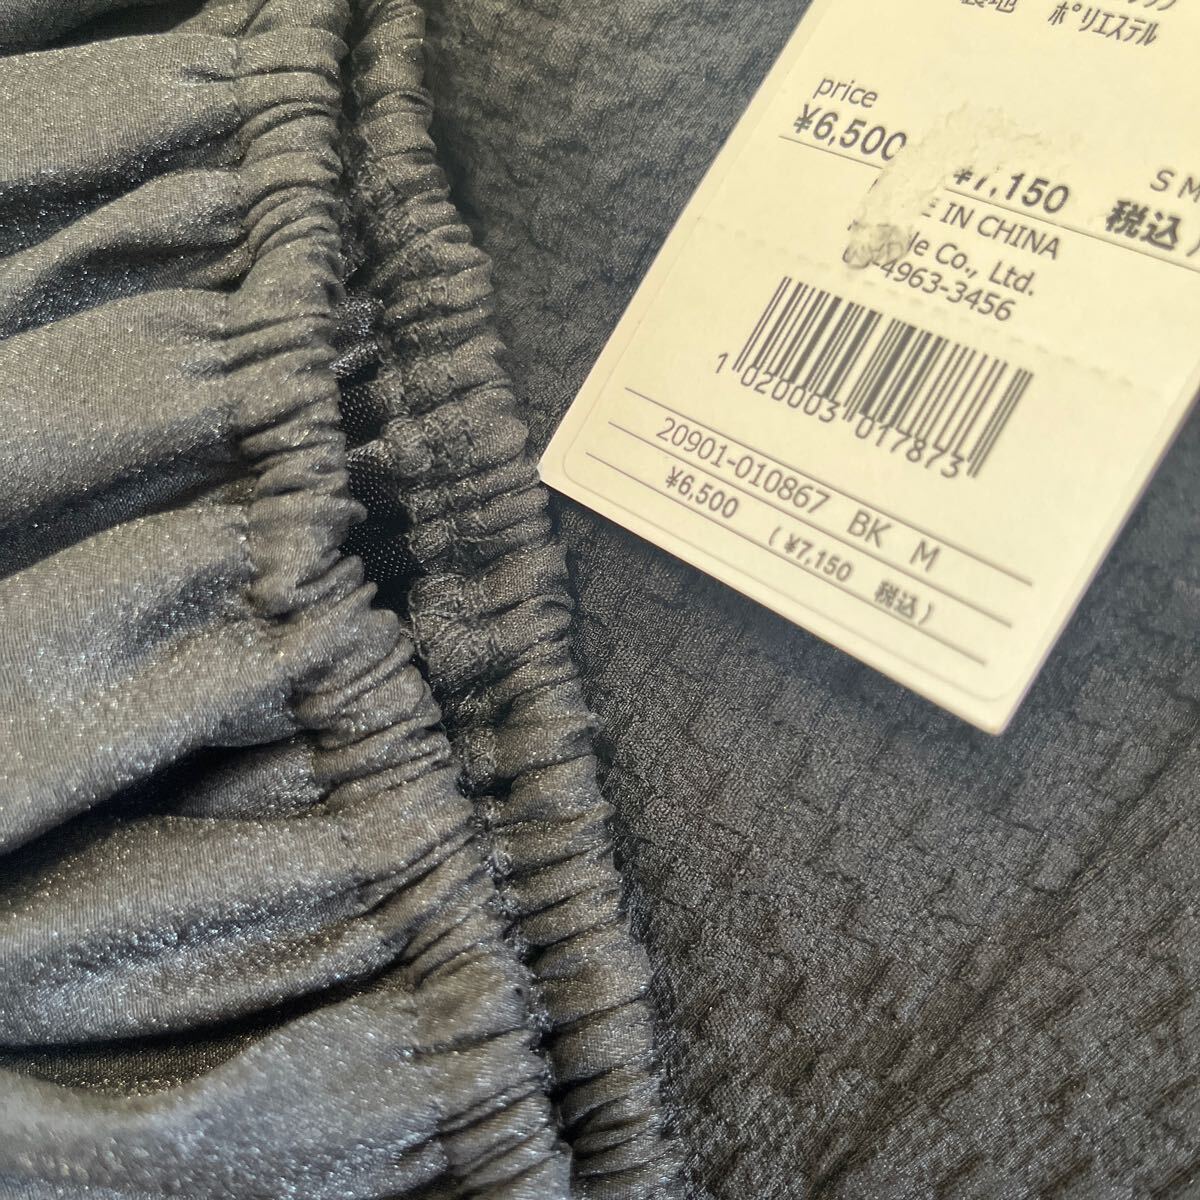 ポリエステル
price
¥6,500
¥7,150 税込)
S M
E IN CHINA
Co., Ltd.
4963-3456
1 020003 017873
20901-010867 BK M
¥6,500 (¥7,150 税込)